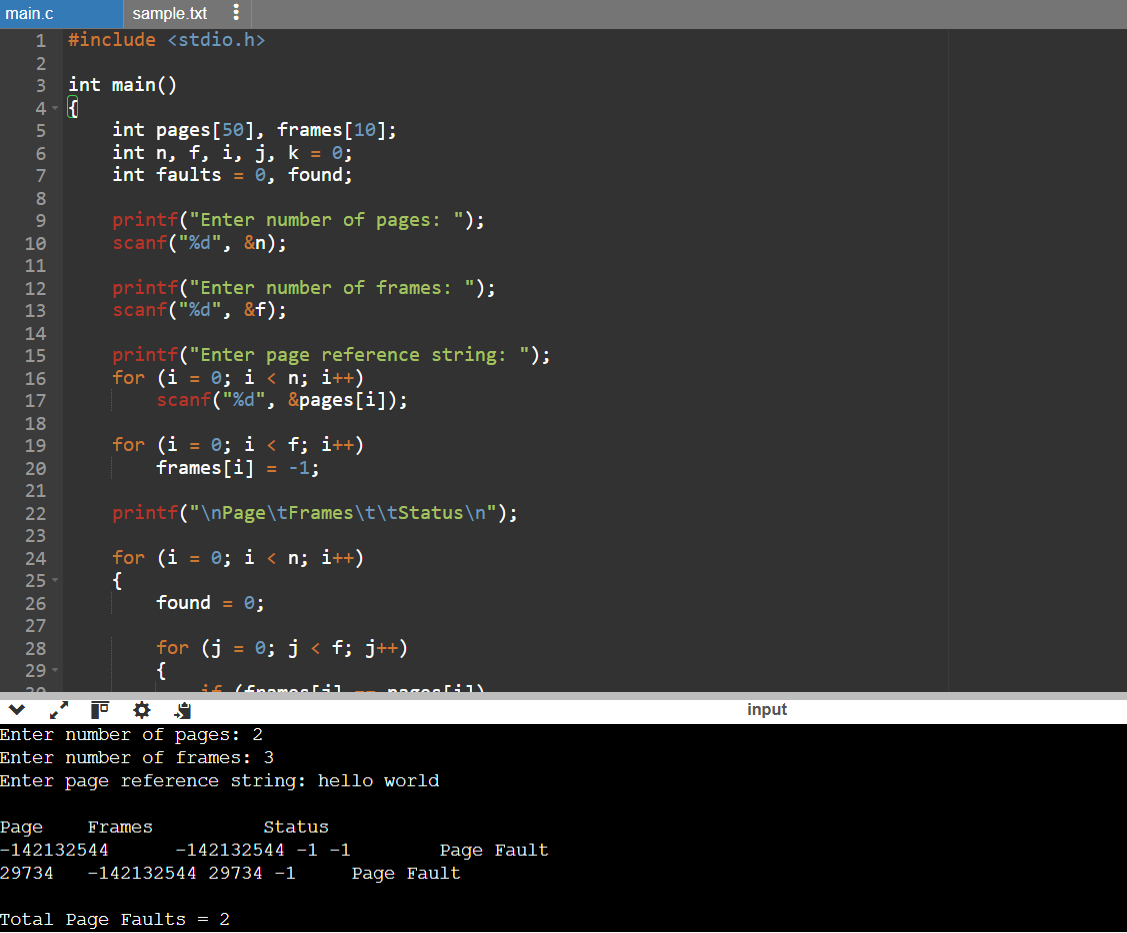 main.c sample.txt
1 #include <stdio.h>
2
3 int main()
4 {
5 int pages[50], frames[10];
6 int n, f, i, j, k = 0;
7 int faults = 0, found;
8
9 printf("Enter number of pages: ");
10 scanf("%d", &n);
11
12 printf("Enter number of frames: ");
13 scanf("%d", &f);
14
15 printf("Enter page reference string: ");
16 for (i = 0; i < n; i++)
17 scanf("%d", &pages[i]);
18
19 for (i = 0; i < f; i++)
20 frames[i] = -1;
21
22 printf("\nPage\tFrames\t\tStatus\n");
23
24 for (i = 0; i < n; i++)
25 {
26 found = 0;
27
28 for (j = 0; j < f; j++)
29 {
30 if (frames[j] == pages[i])
input
Enter number of pages: 2
Enter number of frames: 3
Enter page reference string: hello world
Page Frames Status
-142132544 -142132544 -1 -1 Page Fault
29734 -142132544 29734 -1 Page Fault
Total Page Faults = 2